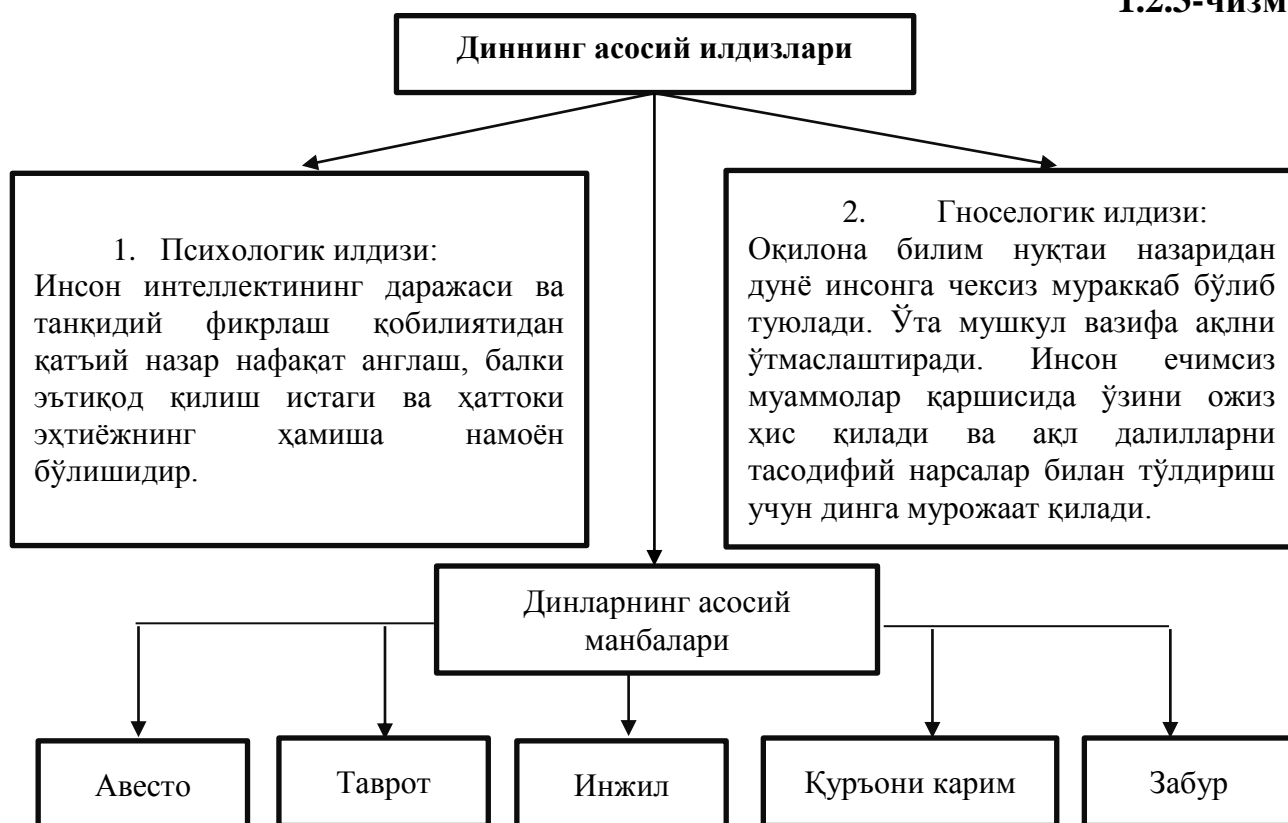 1.2.3-чизм
Диннинг асосий илдизлари
1. Психологик илдизи:
Инсон интеллектининг даражаси ва
танқидий фикрлаш қобилиятидан
қатъий назар нафақат англаш, балки
эътиқод қилиш истаги ва ҳаттоки
эҳтиёжнинг ҳамиша намоён
бўлишидир.
2. Гноселогик илдизи:
Оқилона билим нуқтаи назаридан
дунё инсонга чексиз мураккаб бўлиб
туюлади. Ўта мушкул вазифа ақлни
ўтмаслаштиради. Инсон ечимсиз
муаммолар қаршисида ўзини ожиз
ҳис қилади ва ақл далилларни
тасодифий нарсалар билан тўлдириш
учун динга мурожаат қилади.
Динларнинг асосий
манбалари
Авесто
Таврот
Инжил
Қуръони карим
Забур